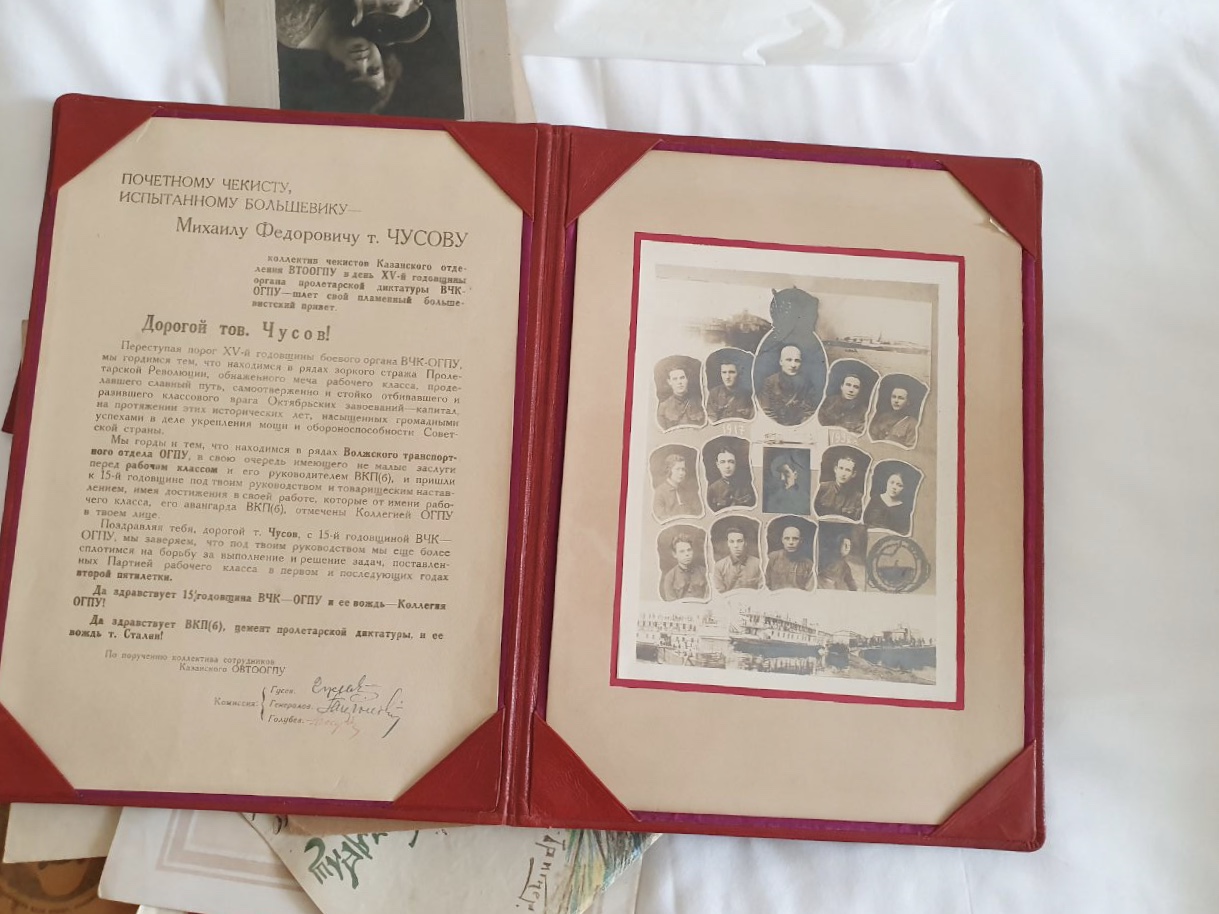 ПОЧЕТНОМУ ЧЕКИСТУ,
ИСПЫТАННОМУ БОЛЬШЕВИКУ—
Михаилу Федоровичу т. ЧУСОВУ
коллектив чекистов Казанского отде-
ления ВТООГПУ в день XV-й годовщины
органа пролетарской диктатуры ВЧК-
ОГПУ—шлет свой пламенный больше-
вистский привет.
Дорогой тов. Чусов!
Переступая порог XV-й годовщины боевого органа ВЧК-ОГПУ,
мы гордимся тем, что находимся в рядах зоркого стража Проле-
тарской Революции, обнаженного меча рабочего класса, проде-
лавшего славный путь, самоотверженно и стойко отбивавшего и
разившего классового врага Октябрьских завоеваний—капитал,
на протяжении этих исторических лет, насыщенных громадными
успехами в деле укрепления мощи и обороноспособности Совет-
ской страны.
Мы горды и тем, что находимся в рядах Волжского транспорт-
ного отдела ОГПУ, в свою очередь имеющего не малые заслуги
перед рабочим классом и его руководителем ВКП(б), и пришли
к 15-й годовщине под твоим руководством и товарищеским настав-
лением, имея достижения в своей работе, которые от имени рабо-
чего класса, его авангарда ВКП(б), отмечены Коллегией ОГПУ
в твоем лице.
Поздравляя тебя, дорогой т. Чусов, с 15-й годовщиной ВЧК—
ОГПУ, мы заверяем, что под твоим руководством мы еще более
сплотимся на борьбу за выполнение и решение задач, поставлен-
ных Партией рабочего класса в первом и последующих годах
второй пятилетки.
Да здравствует 15 годовщина ВЧК—ОГПУ и ее вождь—Коллегия
ОГПУ!
Да здравствует ВКП(б), цемент пролетарской диктатуры, и ее
вождь т. Сталин!
По поручению коллектива сотрудников
Казанского ОВТООГПУ
Комиссия:
Гусев.
Генералов.
Голубев.
1917